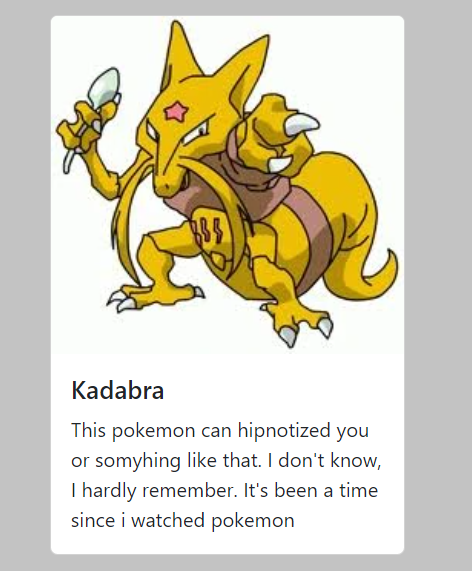 Kadabra
This pokemon can hipnotized you
or somyhing like that. I don't know,
I hardly remember. It's been a time
since i watched pokemon